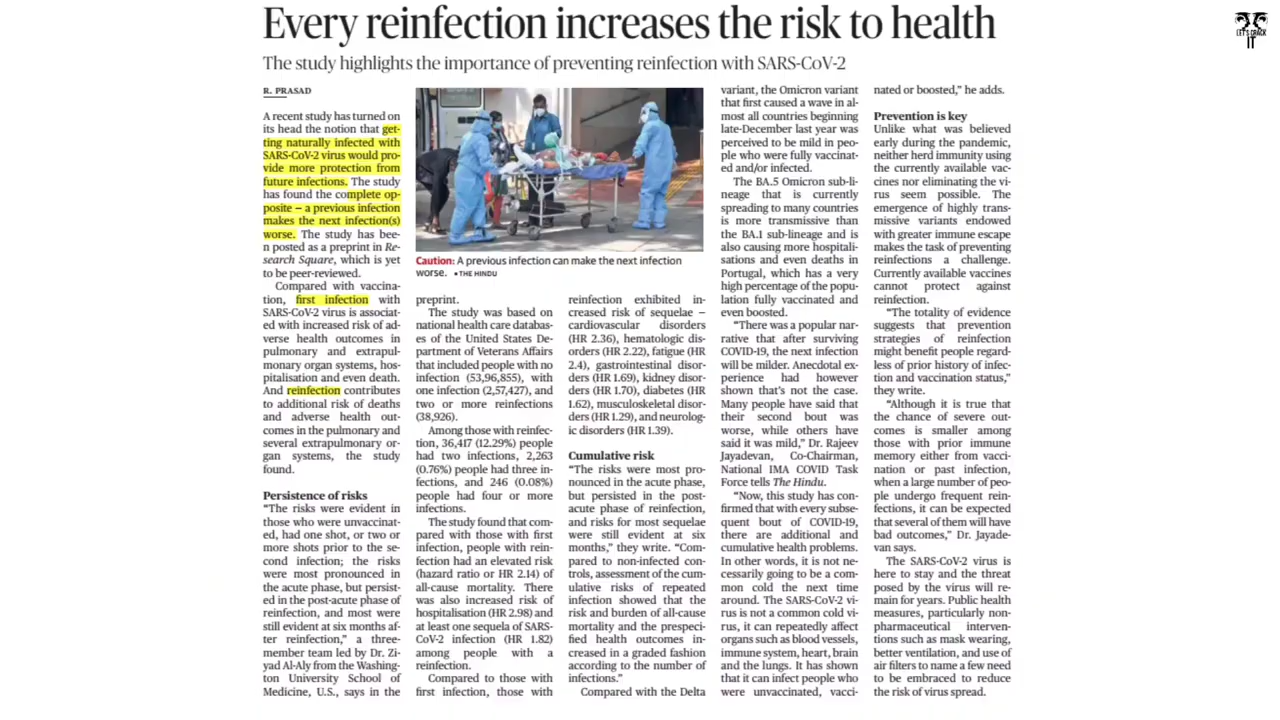 Every reinfection increases the risk to health
The study highlights the importance of preventing reinfection with SARS-CoV-2
R. PRASAD
A recent study has turned on
its head the notion that get-
ting naturally infected with
SARS-CoV-2 virus would pro-
vide more protection from
future infections. The study
has found the complete op-
posite – a previous infection
makes the next infection(s)
worse. The study has bee-
n posted as a preprint in Re-
search Square, which is yet
to be peer-reviewed.
Compared with vaccina-
tion, first infection with
SARS-CoV-2 virus is associat-
ed with increased risk of ad-
verse health outcomes in
pulmonary and extrapul-
monary organ systems, hos-
pitalisation and even death.
And reinfection contributes
to additional risk of deaths
and adverse health out-
comes in the pulmonary and
several extrapulmonary or-
gan systems, the study
found.
Persistence of risks
"The risks were evident in
those who were unvaccinat-
ed, had one shot, or two or
more shots prior to the se-
cond infection; the risks
were most pronounced in
the acute phase, but persist-
ed in the post-acute phase of
reinfection, and most were
still evident at six months af-
ter reinfection," a three-
member team led by Dr. Zi-
yad Al-Aly from the Washing-
ton University School of
Medicine, U.S., says in the
Caution: A previous infection can make the next infection
worse. • THE HINDU
preprint.
The study was based on
national health care databas-
es of the United States De-
partment of Veterans Affairs
that included people with no
infection (53,96,855), with
one infection (2,57,427), and
two or more reinfections
(38,926).
Among those with reinfec-
tion, 36,417 (12.29%) people
had two infections, 2,263
(0.76%) people had three in-
fections, and 246 (0.08%)
people had four or more
infections.
The study found that com-
pared with those with first
infection, people with rein-
fection had an elevated risk
(hazard ratio or HR 2.14) of
all-cause mortality. There
was also increased risk of
hospitalisation (HR 2.98) and
at least one sequela of SARS-
CoV-2 infection (HR 1.82)
among people with a
reinfection.
Compared to those with
first infection, those with
reinfection exhibited in-
creased risk of sequelae –
cardiovascular disorders
(HR 2.36), hematologic dis-
orders (HR 2.22), fatigue (HR
2.4), gastrointestinal disor-
ders (HR 1.69), kidney disor-
ders (HR 1.70), diabetes (HR
1.62), musculoskeletal disor-
ders (HR 1.29), and neurolog-
ic disorders (HR 1.39).
Cumulative risk
"The risks were most pro-
nounced in the acute phase,
but persisted in the post-
acute phase of reinfection,
and risks for most sequelae
were still evident at six
months," they write. "Com-
pared to non-infected con-
trols, assessment of the cum-
ulative risks of repeated
infection showed that the
risk and burden of all-cause
mortality and the prespeci-
fied health outcomes in-
creased in a graded fashion
according to the number of
infections."
Compared with the Delta
variant, the Omicron variant
that first caused a wave in al-
most all countries beginning
late-December last year was
perceived to be mild in peo-
ple who were fully vaccinat-
ed and/or infected.
The BA.5 Omicron sub-li-
neage that is currently
spreading to many countries
is more transmissive than
the BA.1 sub-lineage and is
also causing more hospitali-
sations and even deaths in
Portugal, which has a very
high percentage of the popu-
lation fully vaccinated and
even boosted.
"There was a popular nar-
rative that after surviving
COVID-19, the next infection
will be milder. Anecdotal ex-
perience had however
shown that's not the case.
Many people have said that
their second bout was
worse, while others have
said it was mild," Dr. Rajeev
Jayadevan, Co-Chairman,
National IMA COVID Task
Force tells The Hindu.
"Now, this study has con-
firmed that with every subse-
quent bout of COVID-19,
there are additional and
cumulative health problems.
In other words, it is not ne-
cessarily going to be a com-
mon cold the next time
around. The SARS-CoV-2 vi-
rus is not a common cold vi-
rus, it can repeatedly affect
organs such as blood vessels,
immune system, heart, brain
and the lungs. It has shown
that it can infect people who
were unvaccinated, vacci-
nated or boosted," he adds.
Prevention is key
Unlike what was believed
early during the pandemic,
neither herd immunity using
the currently available vac-
cines nor eliminating the vi-
rus seem possible. The
emergence of highly trans-
missive variants endowed
with greater immune escape
makes the task of preventing
reinfections a challenge.
Currently available vaccines
cannot protect against
reinfection.
"The totality of evidence
suggests that prevention
strategies of reinfection
might benefit people regard-
less of prior history of infec-
tion and vaccination status,"
they write.
"Although it is true that
the chance of severe out-
comes is smaller among
those with prior immune
memory either from vacci-
nation or past infection,
when a large number of peo-
ple undergo frequent rein-
fections, it can be expected
that several of them will have
bad outcomes," Dr. Jayade-
van says.
The SARS-CoV-2 virus is
here to stay and the threat
posed by the virus will re-
main for years. Public health
measures, particularly non-
pharmaceutical interven-
tions such as mask wearing,
better ventilation, and use of
air filters to name a few need
to be embraced to reduce
the risk of virus spread.
LET'S CRACK
IT